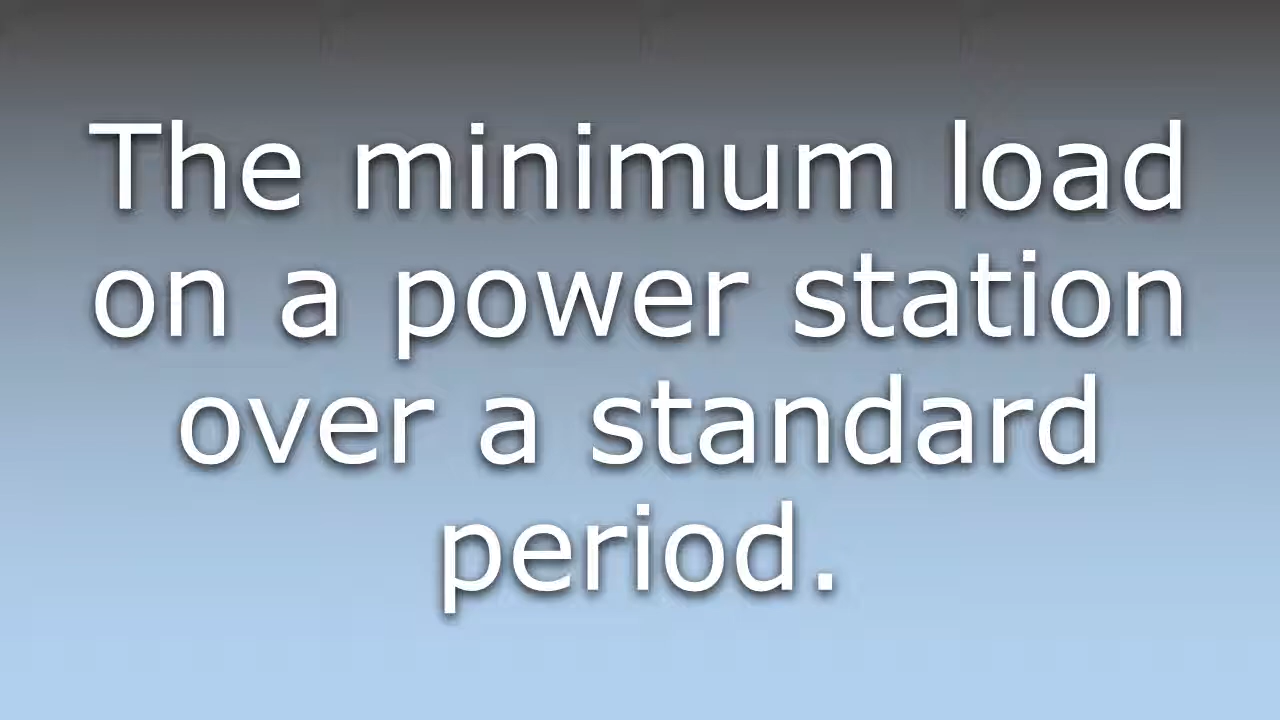 The minimum load
on a power station
over a standard
period.